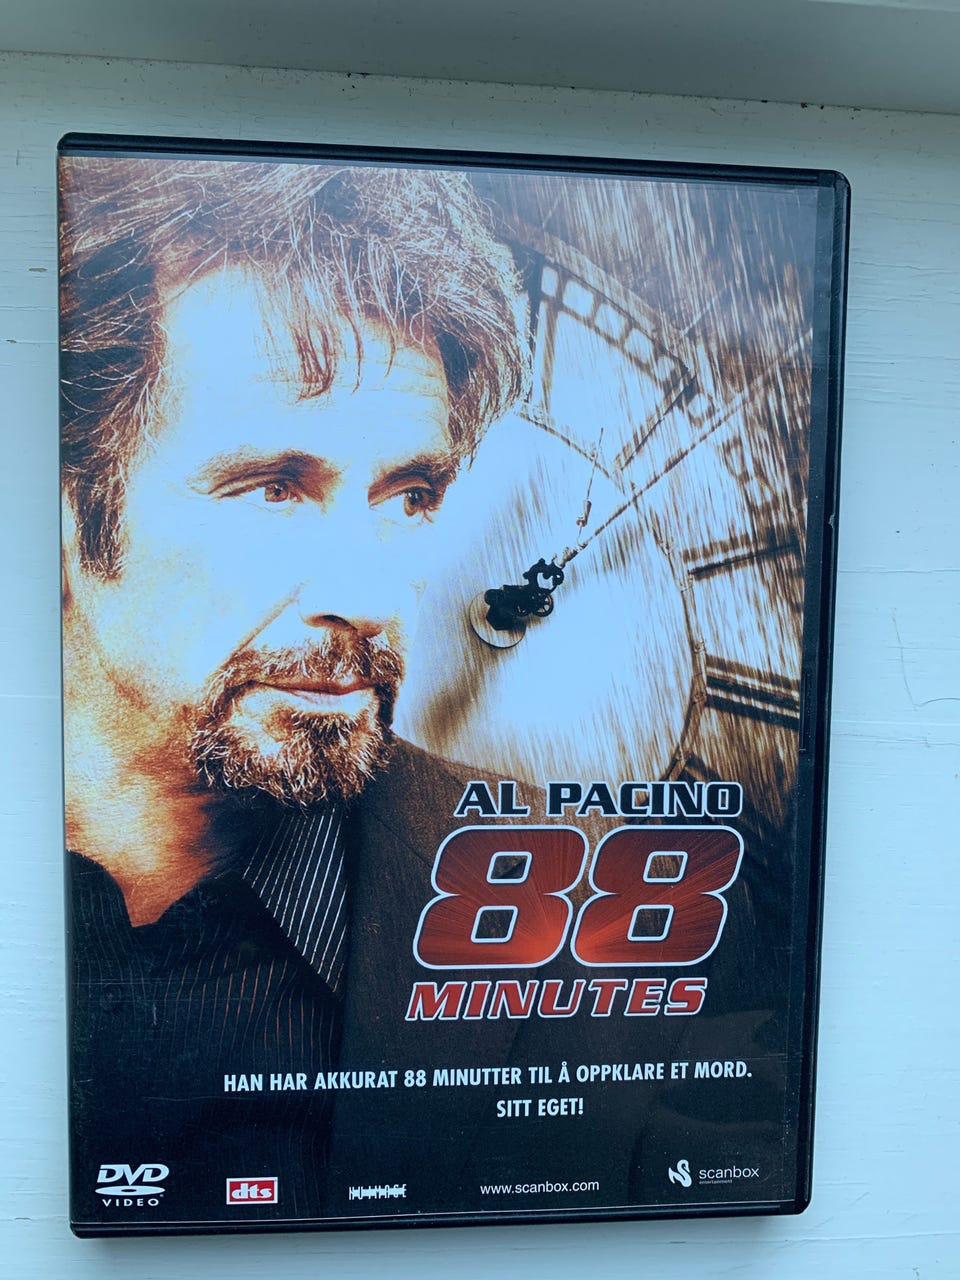 AL PACINO
88
MINUTES
HAN HAR AKKURAT 88 MINUTTER TIL Å OPPKLARE ET MORD.
SITT EGET!
DVD
VIDEO
dts
www.scanbox.com
scanbox
entertainment